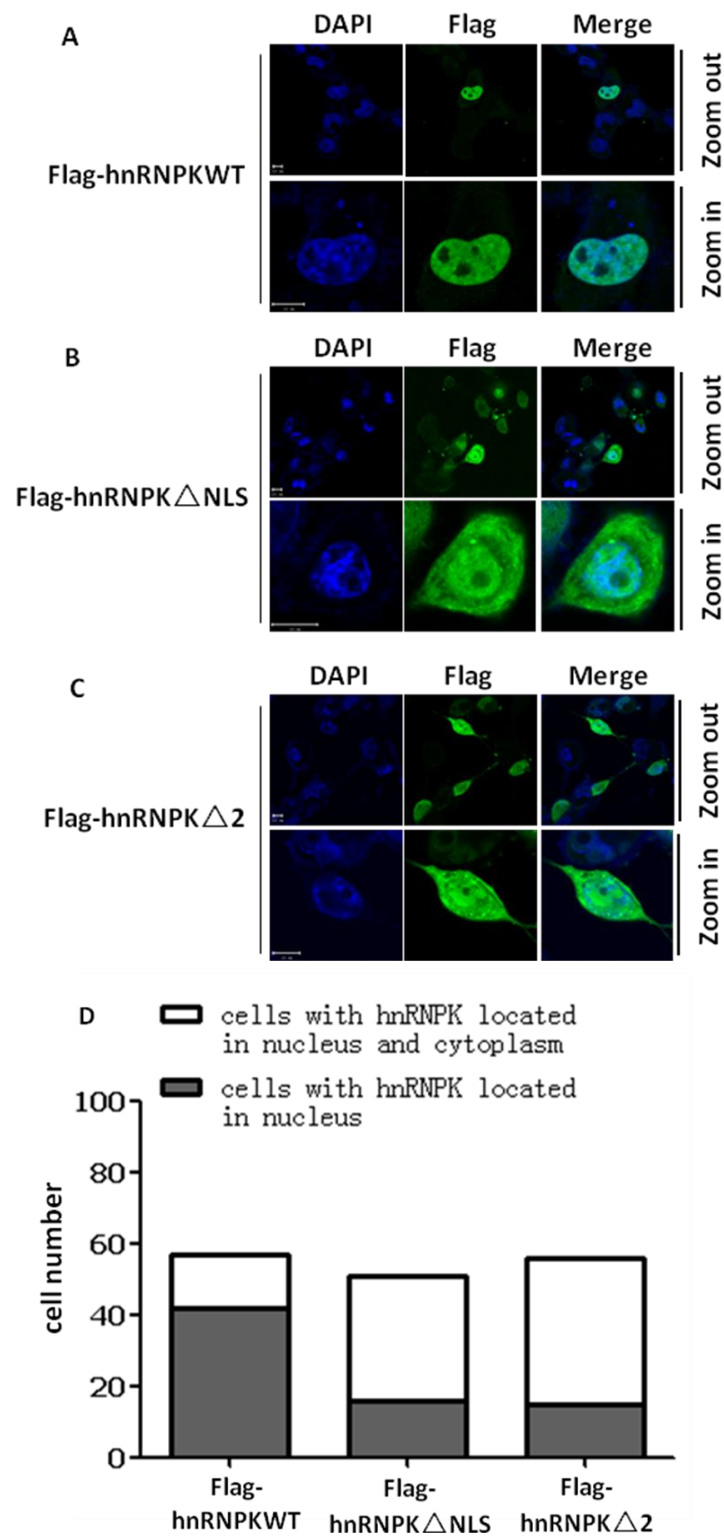 A
DAPI Flag Merge
Flag-hnRNPKWT
Zoom out
Zoom in
B
DAPI Flag Merge
Flag-hnRNPK△NLS
Zoom out
Zoom in
C
DAPI Flag Merge
Flag-hnRNPK△2
Zoom out
Zoom in
D
cells with hnRNPK located
in nucleus and cytoplasm
cells with hnRNPK located
in nucleus
cell number
100
80
60
40
20
0
Flag-
hnRNPKWT
Flag-
hnRNPK△NLS
Flag-
hnRNPK△2